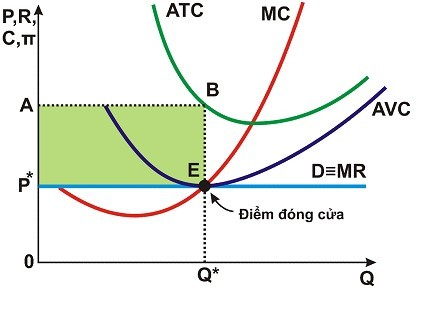 P,R,
C,π
ATC
MC
A
B
AVC
E
D≡MR
P*
Điểm đóng cửa
0
Q*
Q